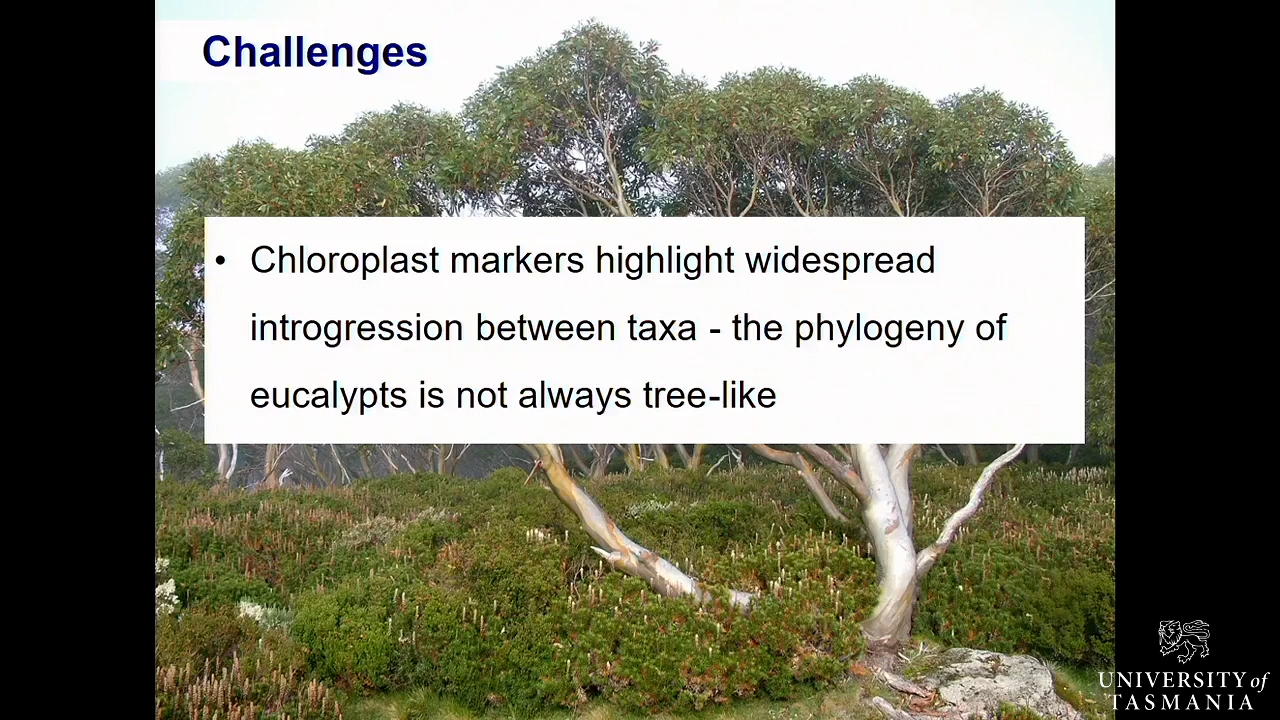 Challenges
• Chloroplast markers highlight widespread
introgression between taxa - the phylogeny of
eucalypts is not always tree-like
UNIVERSITY of
TASMANIA